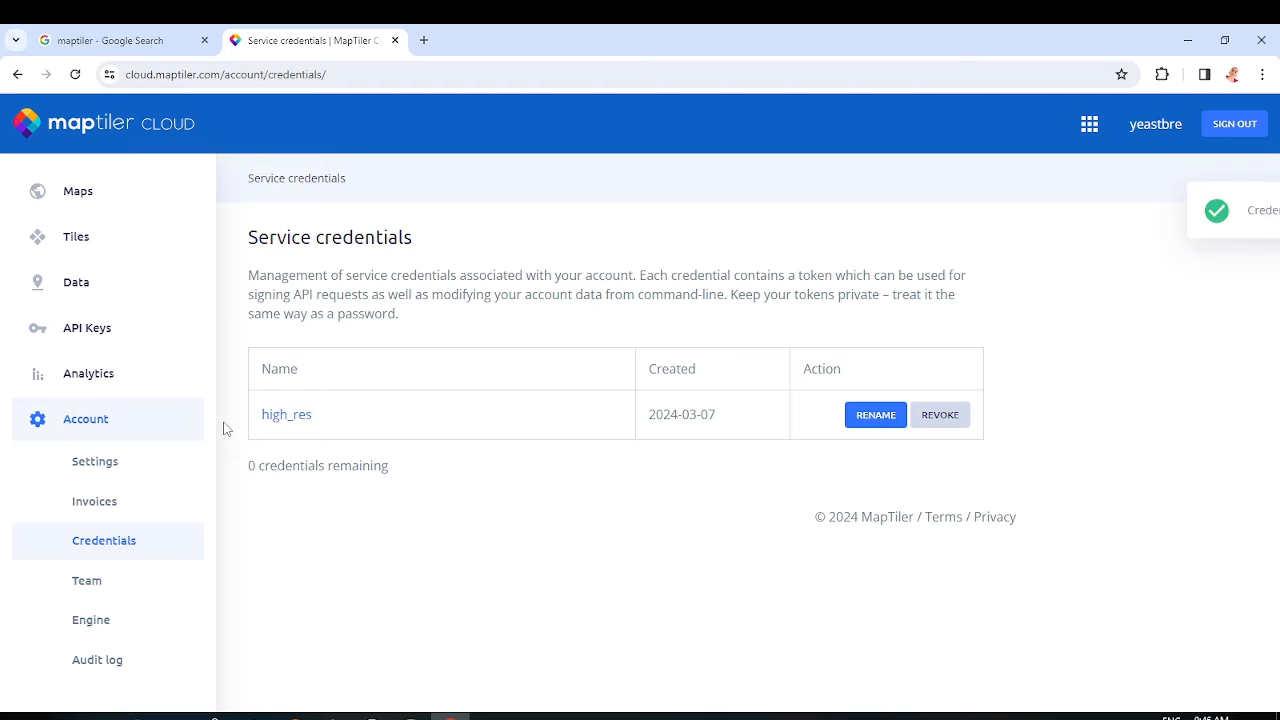 maptiler - Google Search
Service credentials | MapTiler C
cloud.maptiler.com/account/credentials/
maptiler CLOUD
yeastbre
SIGN OUT
Maps
Tiles
Data
API Keys
Analytics
Account
Settings
Invoices
Credentials
Team
Engine
Audit log
Service credentials
Creden
Service credentials
Management of service credentials associated with your account. Each credential contains a token which can be used for
signing API requests as well as modifying your account data from command-line. Keep your tokens private – treat it the
same way as a password.
Name Created Action
high_res 2024-03-07 RENAME REVOKE
0 credentials remaining
© 2024 MapTiler / Terms / Privacy